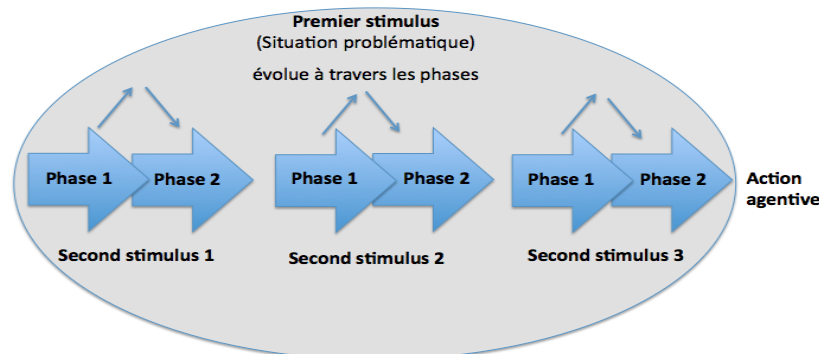 Premier stimulus
(Situation problématique)
évolue à travers les phases
Phase 1
Phase 2
Phase 1
Phase 2
Phase 1
Phase 2
Action
agentive
Second stimulus 1
Second stimulus 2
Second stimulus 3